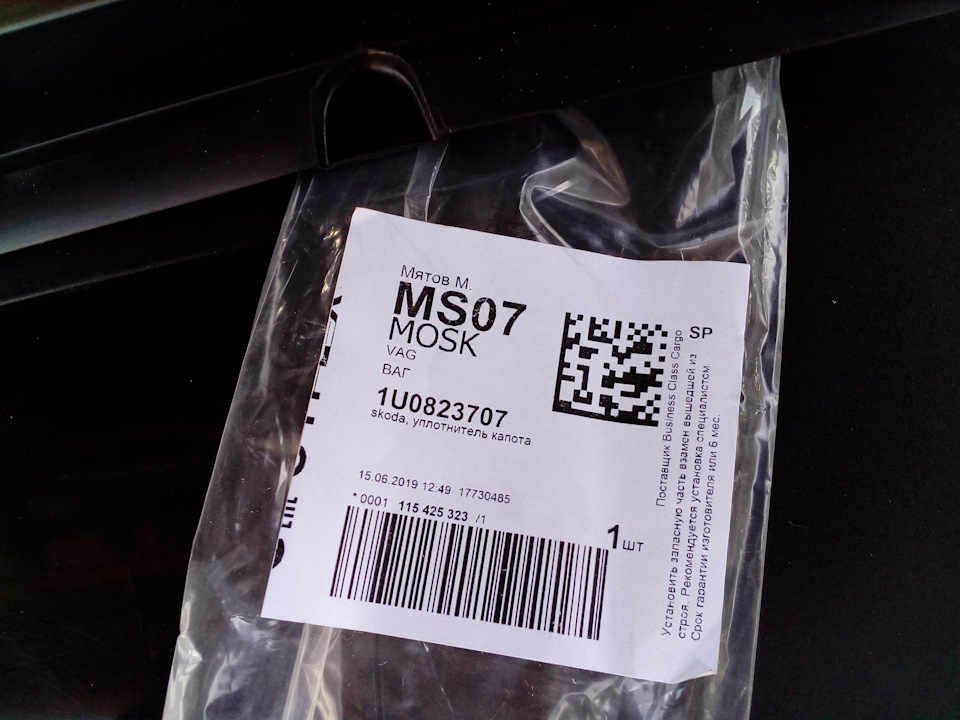 Мятов М.
MS07
MOSK
VAG
ВАГ
1U0823707
skoda, уплотнитель капота
15.06.2019 12:49 17730485
*0001 115 425 323 /1
1шт
SP
Поставщик Business Class Cargo
Установить запасную часть взамен вышедшей из
строя. Рекомендуется установка специалистом.
Срок гарантии изготовителя или 6 мес.